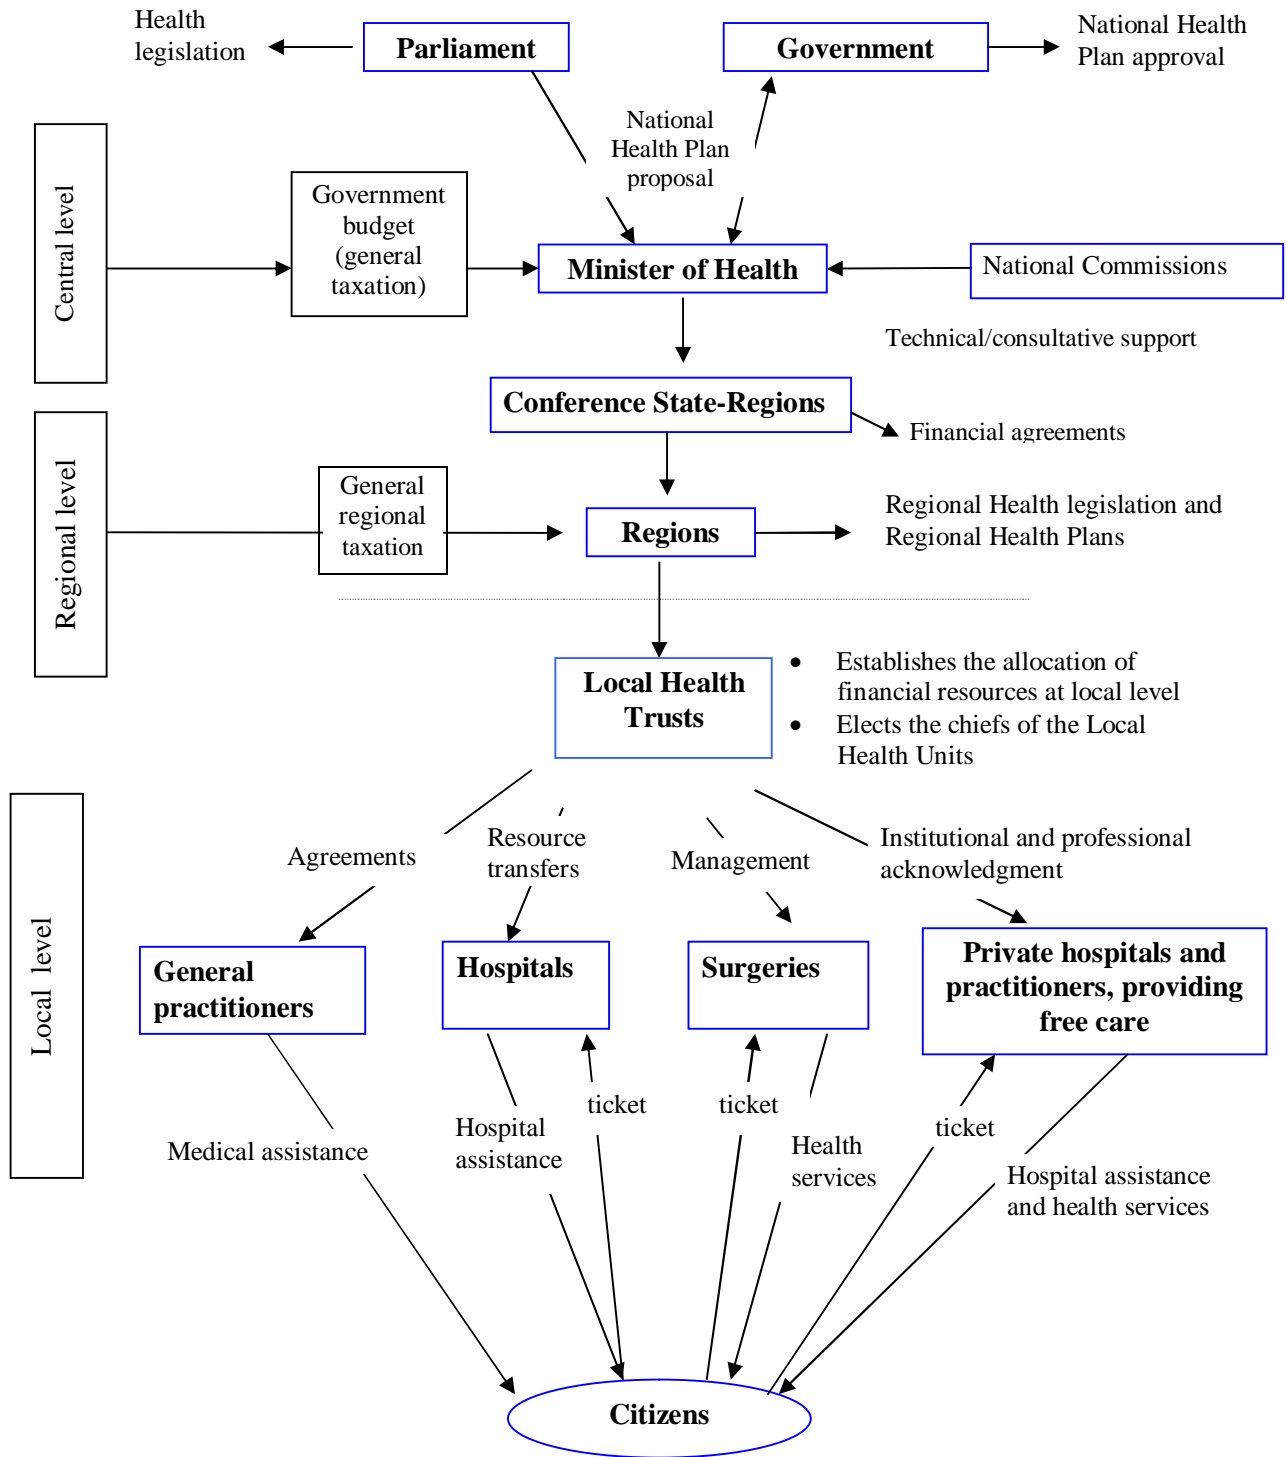 Health
legislation
Parliament
Government
National Health
Plan approval
National
Health Plan
proposal
Central level
Government
budget
(general
taxation)
Minister of Health
National Commissions
Technical/consultative support
Conference State-Regions
Financial agreements
Regional level
General
regional
taxation
Regions
Regional Health legislation and
Regional Health Plans
Local Health
Trusts
• Establishes the allocation of
financial resources at local level
• Elects the chiefs of the Local
Health Units
Local level
Agreements
Resource
transfers
Management
Institutional and professional
acknowledgment
General
practitioners
Hospitals
Surgeries
Private hospitals and
practitioners, providing
free care
Medical assistance
Hospital
assistance
ticket
ticket
Health
services
ticket
Hospital assistance
and health services
Citizens